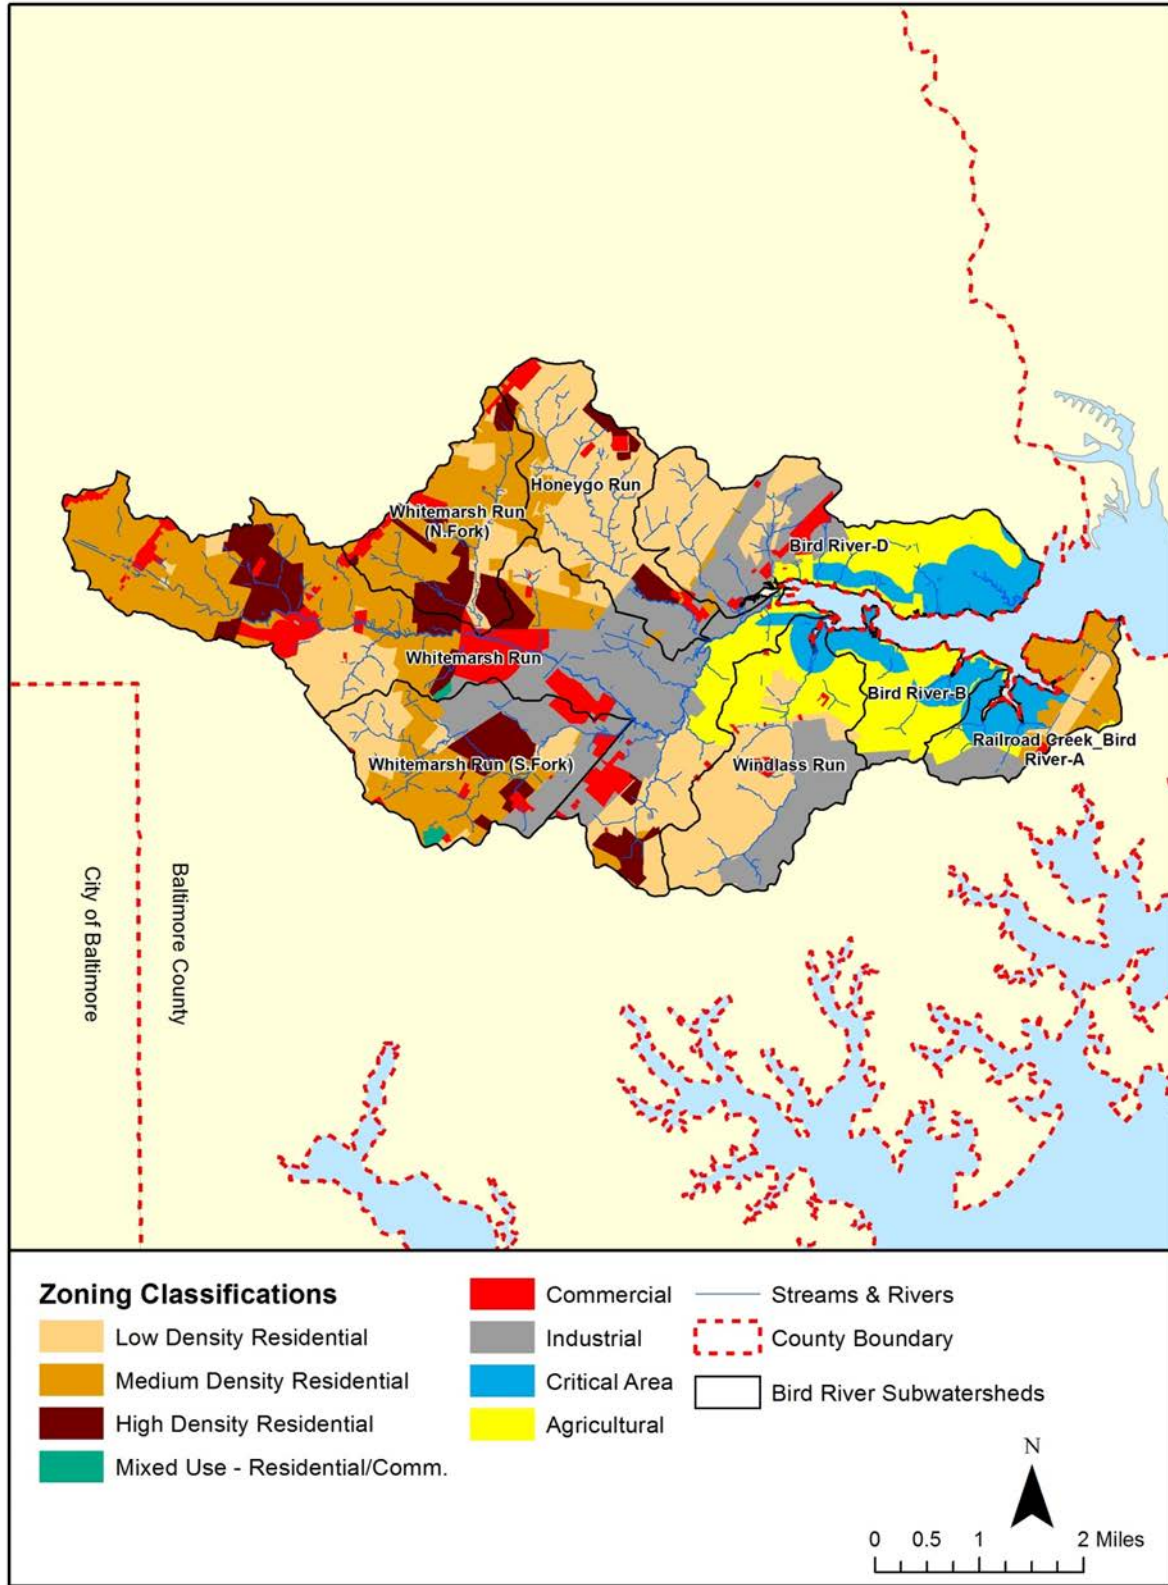 Honeygo Run
Whitemarsh Run
(N.Fork)
Bird River-D
Whitemarsh Run
Bird River-B
Railroad Creek_Bird
River-A
Whitemarsh Run (S.Fork)
Windlass Run
City of Baltimore
Baltimore County
Zoning Classifications
Low Density Residential
Medium Density Residential
High Density Residential
Mixed Use - Residential/Comm.
Commercial
Industrial
Critical Area
Agricultural
Streams & Rivers
County Boundary
Bird River Subwatersheds
N
0 0.5 1 2 Miles